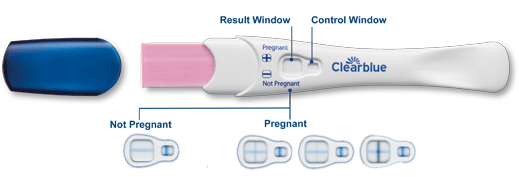 Result Window
Control Window
Pregnant
Not Pregnant
Clearblue
Not Pregnant
Pregnant